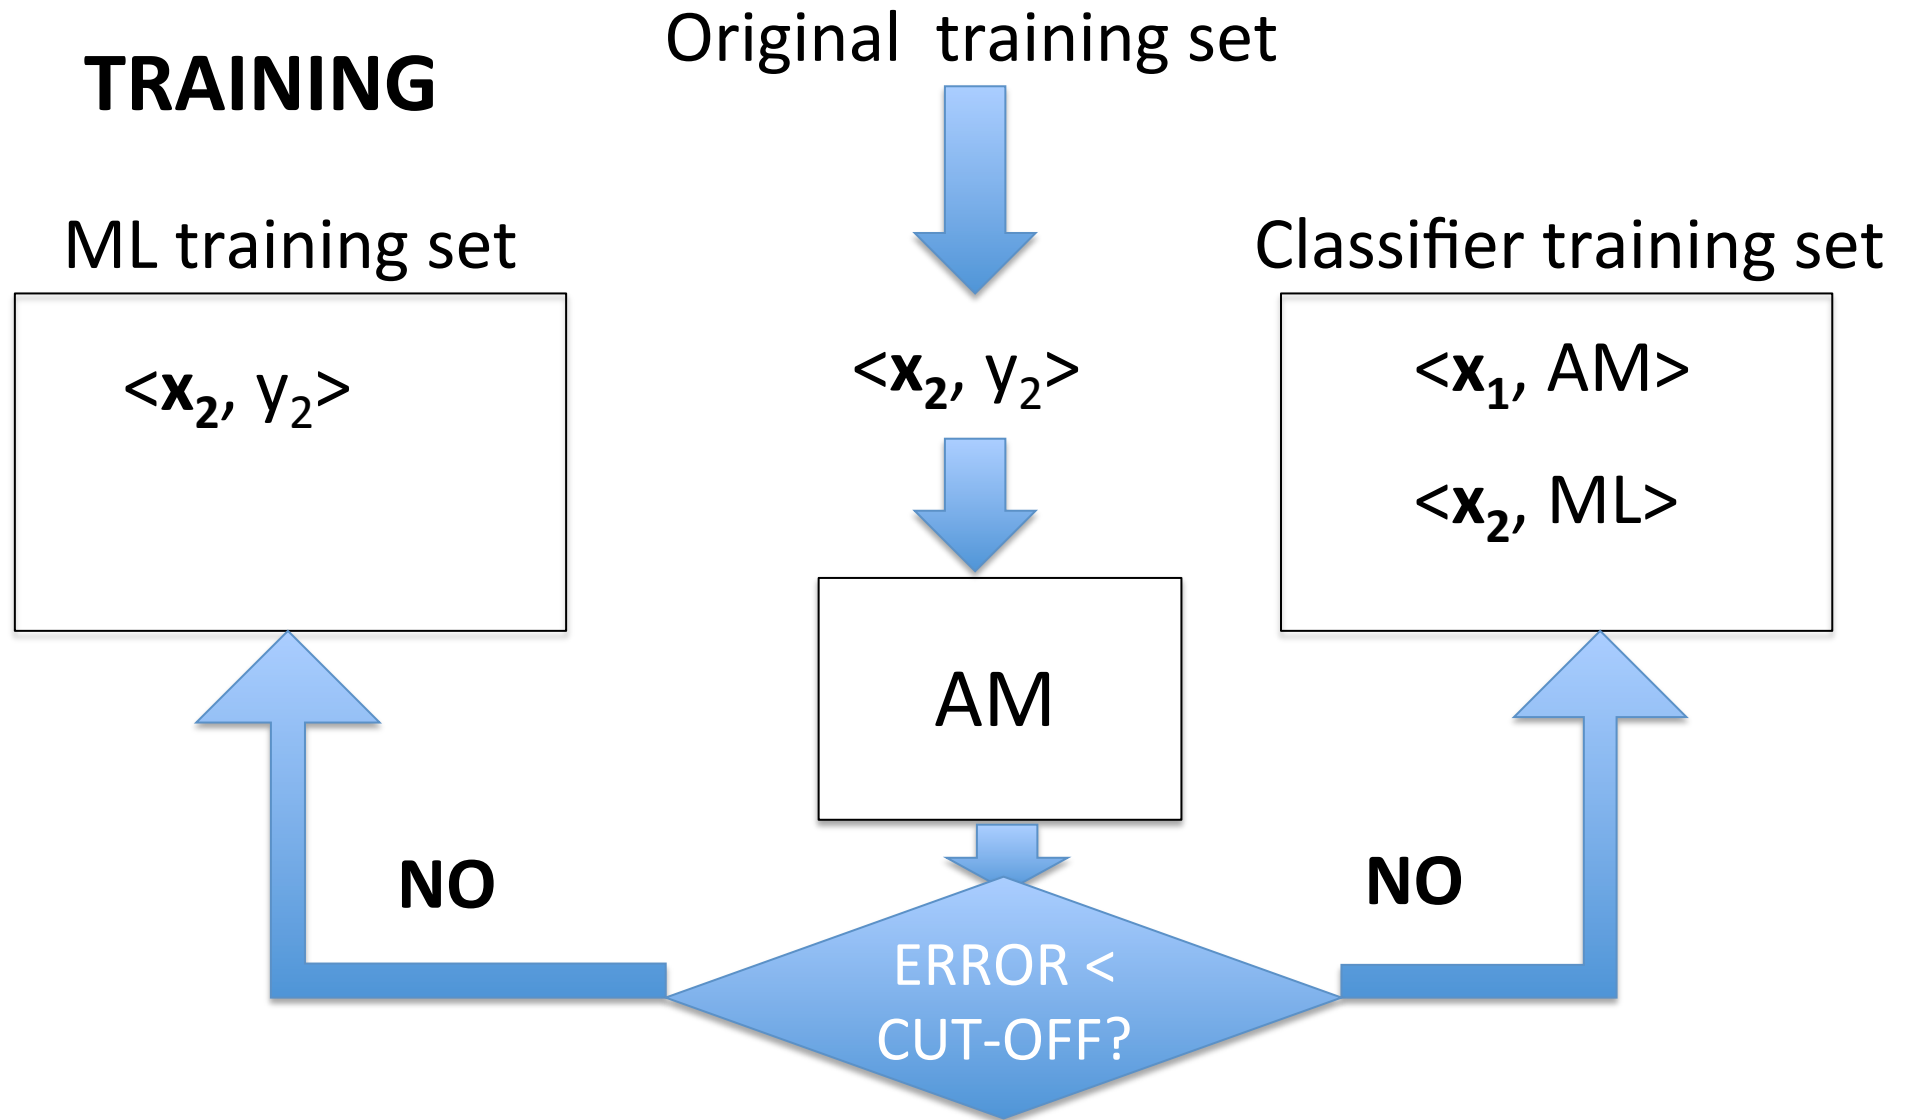 TRAINING
Original  training set
ML training set
Classifier training set
<x₂, y₂>
<x₂, y₂>
<x₁, AM>
<x₂, ML>
AM
NO
NO
ERROR <
CUT-OFF?